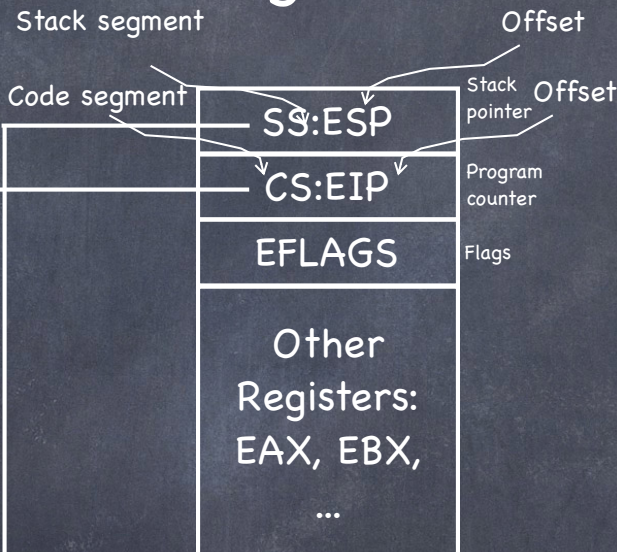 Stack segment
Offset
Code segment
SS:ESP
Stack
pointer
Offset
CS:EIP
Program
counter
EFLAGS
Flags
Other
Registers:
EAX, EBX,
...